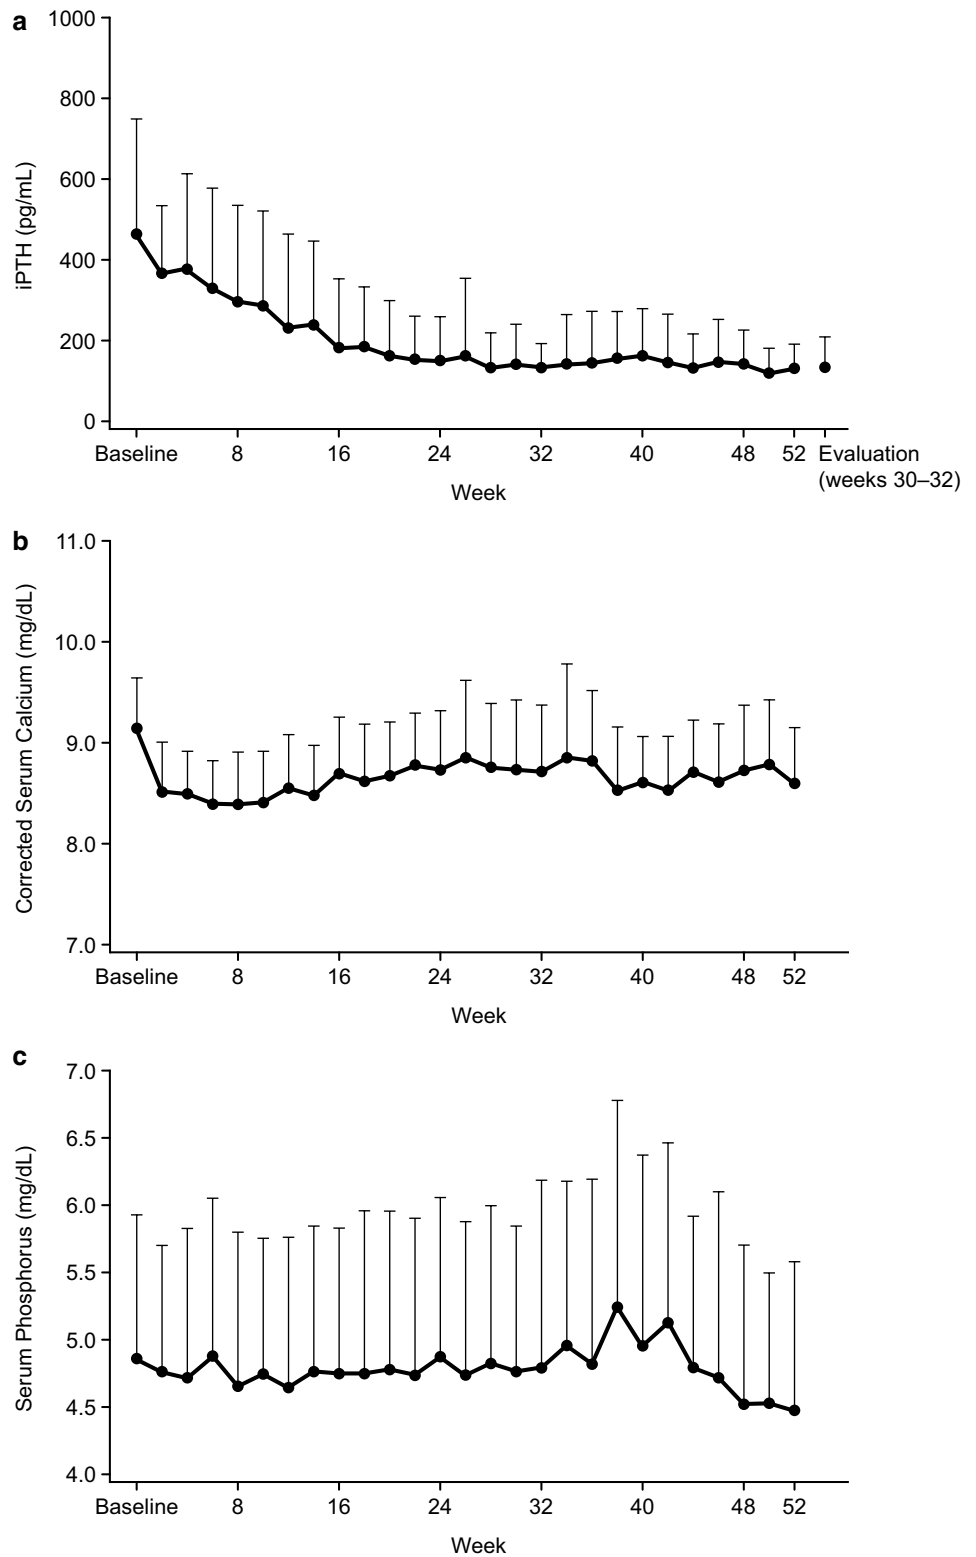 a
iPTH (pg/mL)
1000
800
600
400
200
0
Baseline 8 16 24 32 40 48 52 Evaluation
(weeks 30–32)
Week
b
Corrected Serum Calcium (mg/dL)
11.0
10.0
9.0
8.0
7.0
Baseline 8 16 24 32 40 48 52
Week
c
Serum Phosphorus (mg/dL)
7.0
6.5
6.0
5.5
5.0
4.5
4.0
Baseline 8 16 24 32 40 48 52
Week